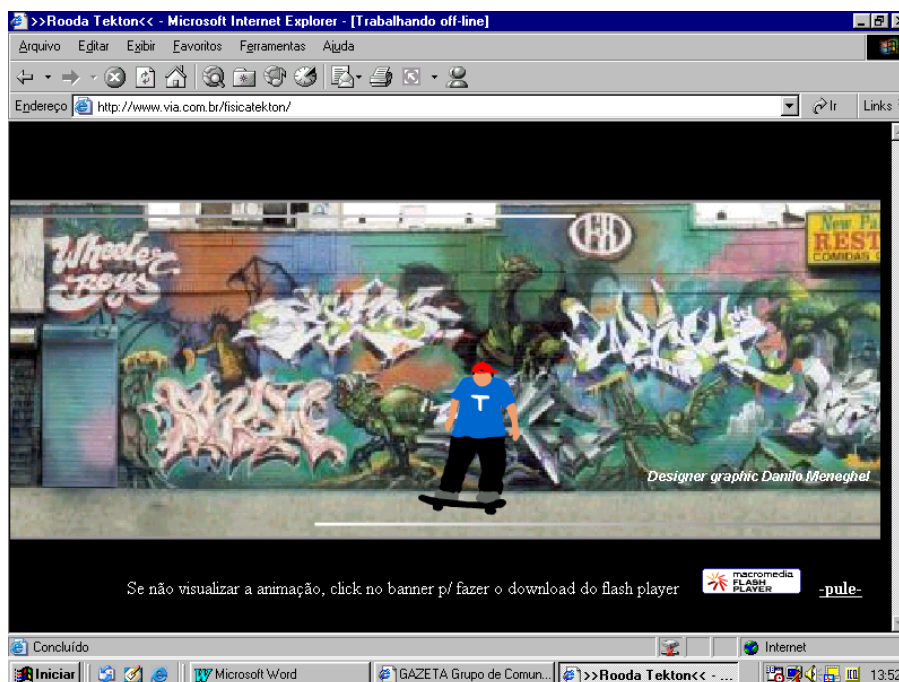 >>Rooda Tekton<< - Microsoft Internet Explorer - [Trabalhando off-line]
Arquivo Editar Exibir Favoritos Ferramentas Ajuda
Endereço http://www.via.com.br/fisicatekton/ Ir Links
Wheeler
Boys
New
REST
COMIDAS
T
Designer graphic Danilo Meneghel
Se não visualizar a animação, click no banner p/ fazer o download do flash player
macromedia
FLASH
PLAYER
-pule-
Concluído Internet
Iniciar Microsoft Word GAZETA Grupo de Comun... >>Rooda Tekton<< - ... 13:52